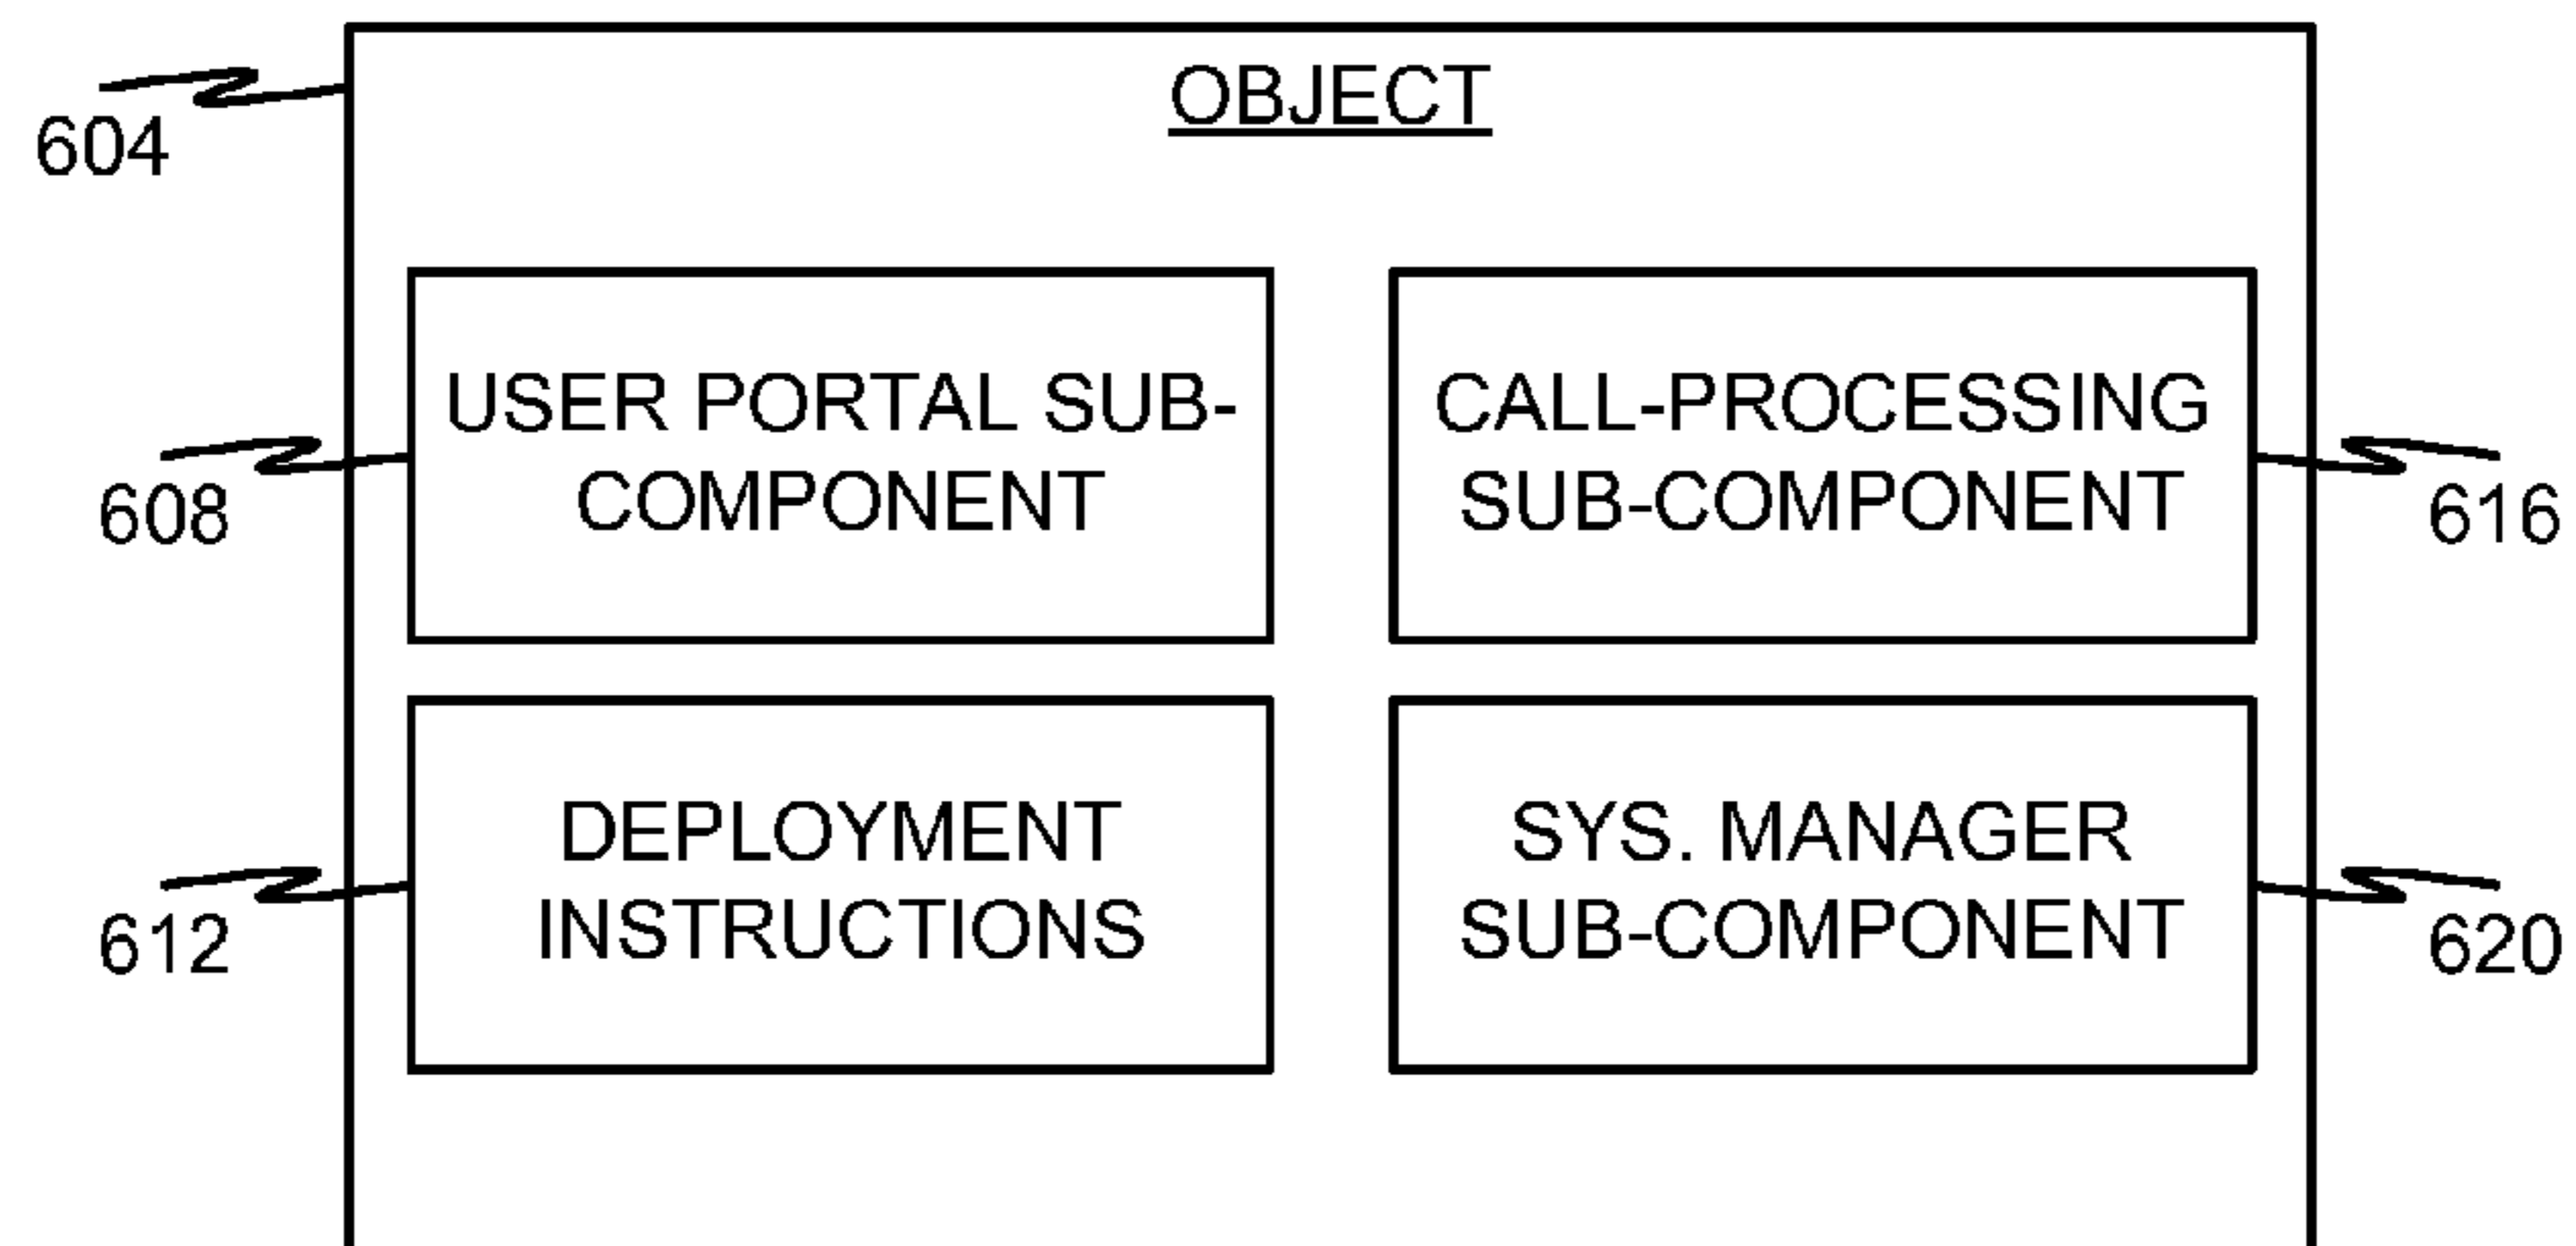 OBJECT
604
USER PORTAL SUB-
COMPONENT
608
CALL-PROCESSING
SUB-COMPONENT
616
DEPLOYMENT
INSTRUCTIONS
612
SYS. MANAGER
SUB-COMPONENT
620